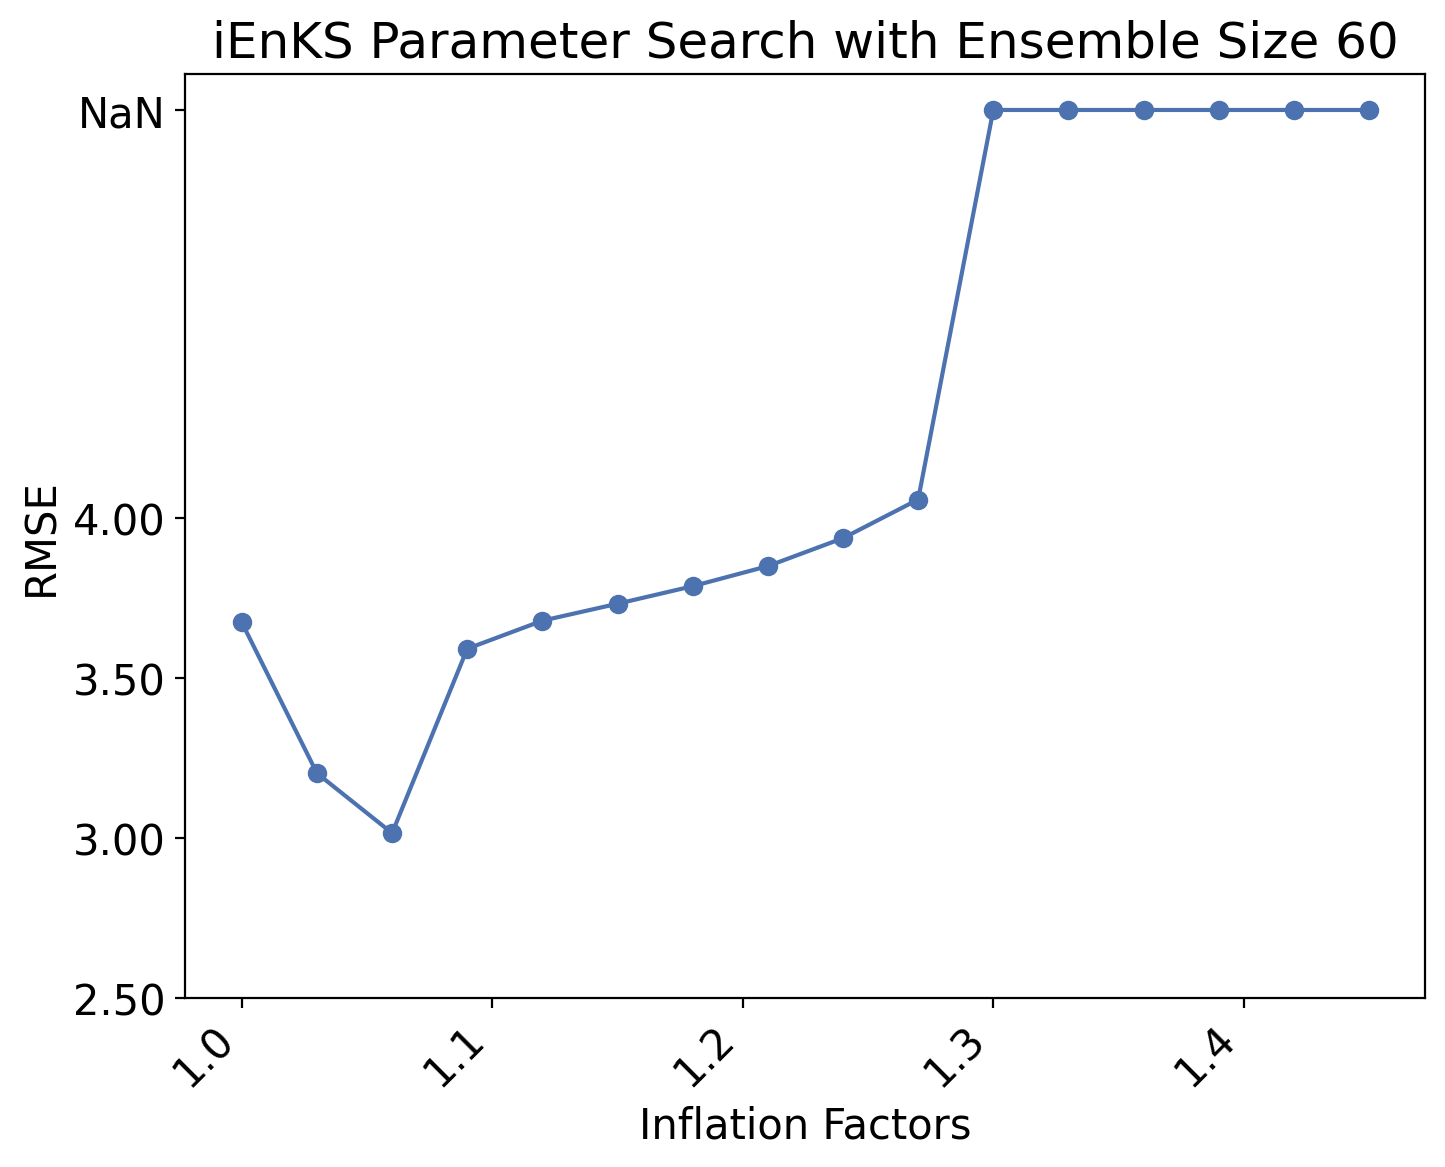 iEnKS Parameter Search with Ensemble Size 60
NaN
4.00
3.50
3.00
2.50
RMSE
1.0
1.1
1.2
1.3
1.4
Inflation Factors